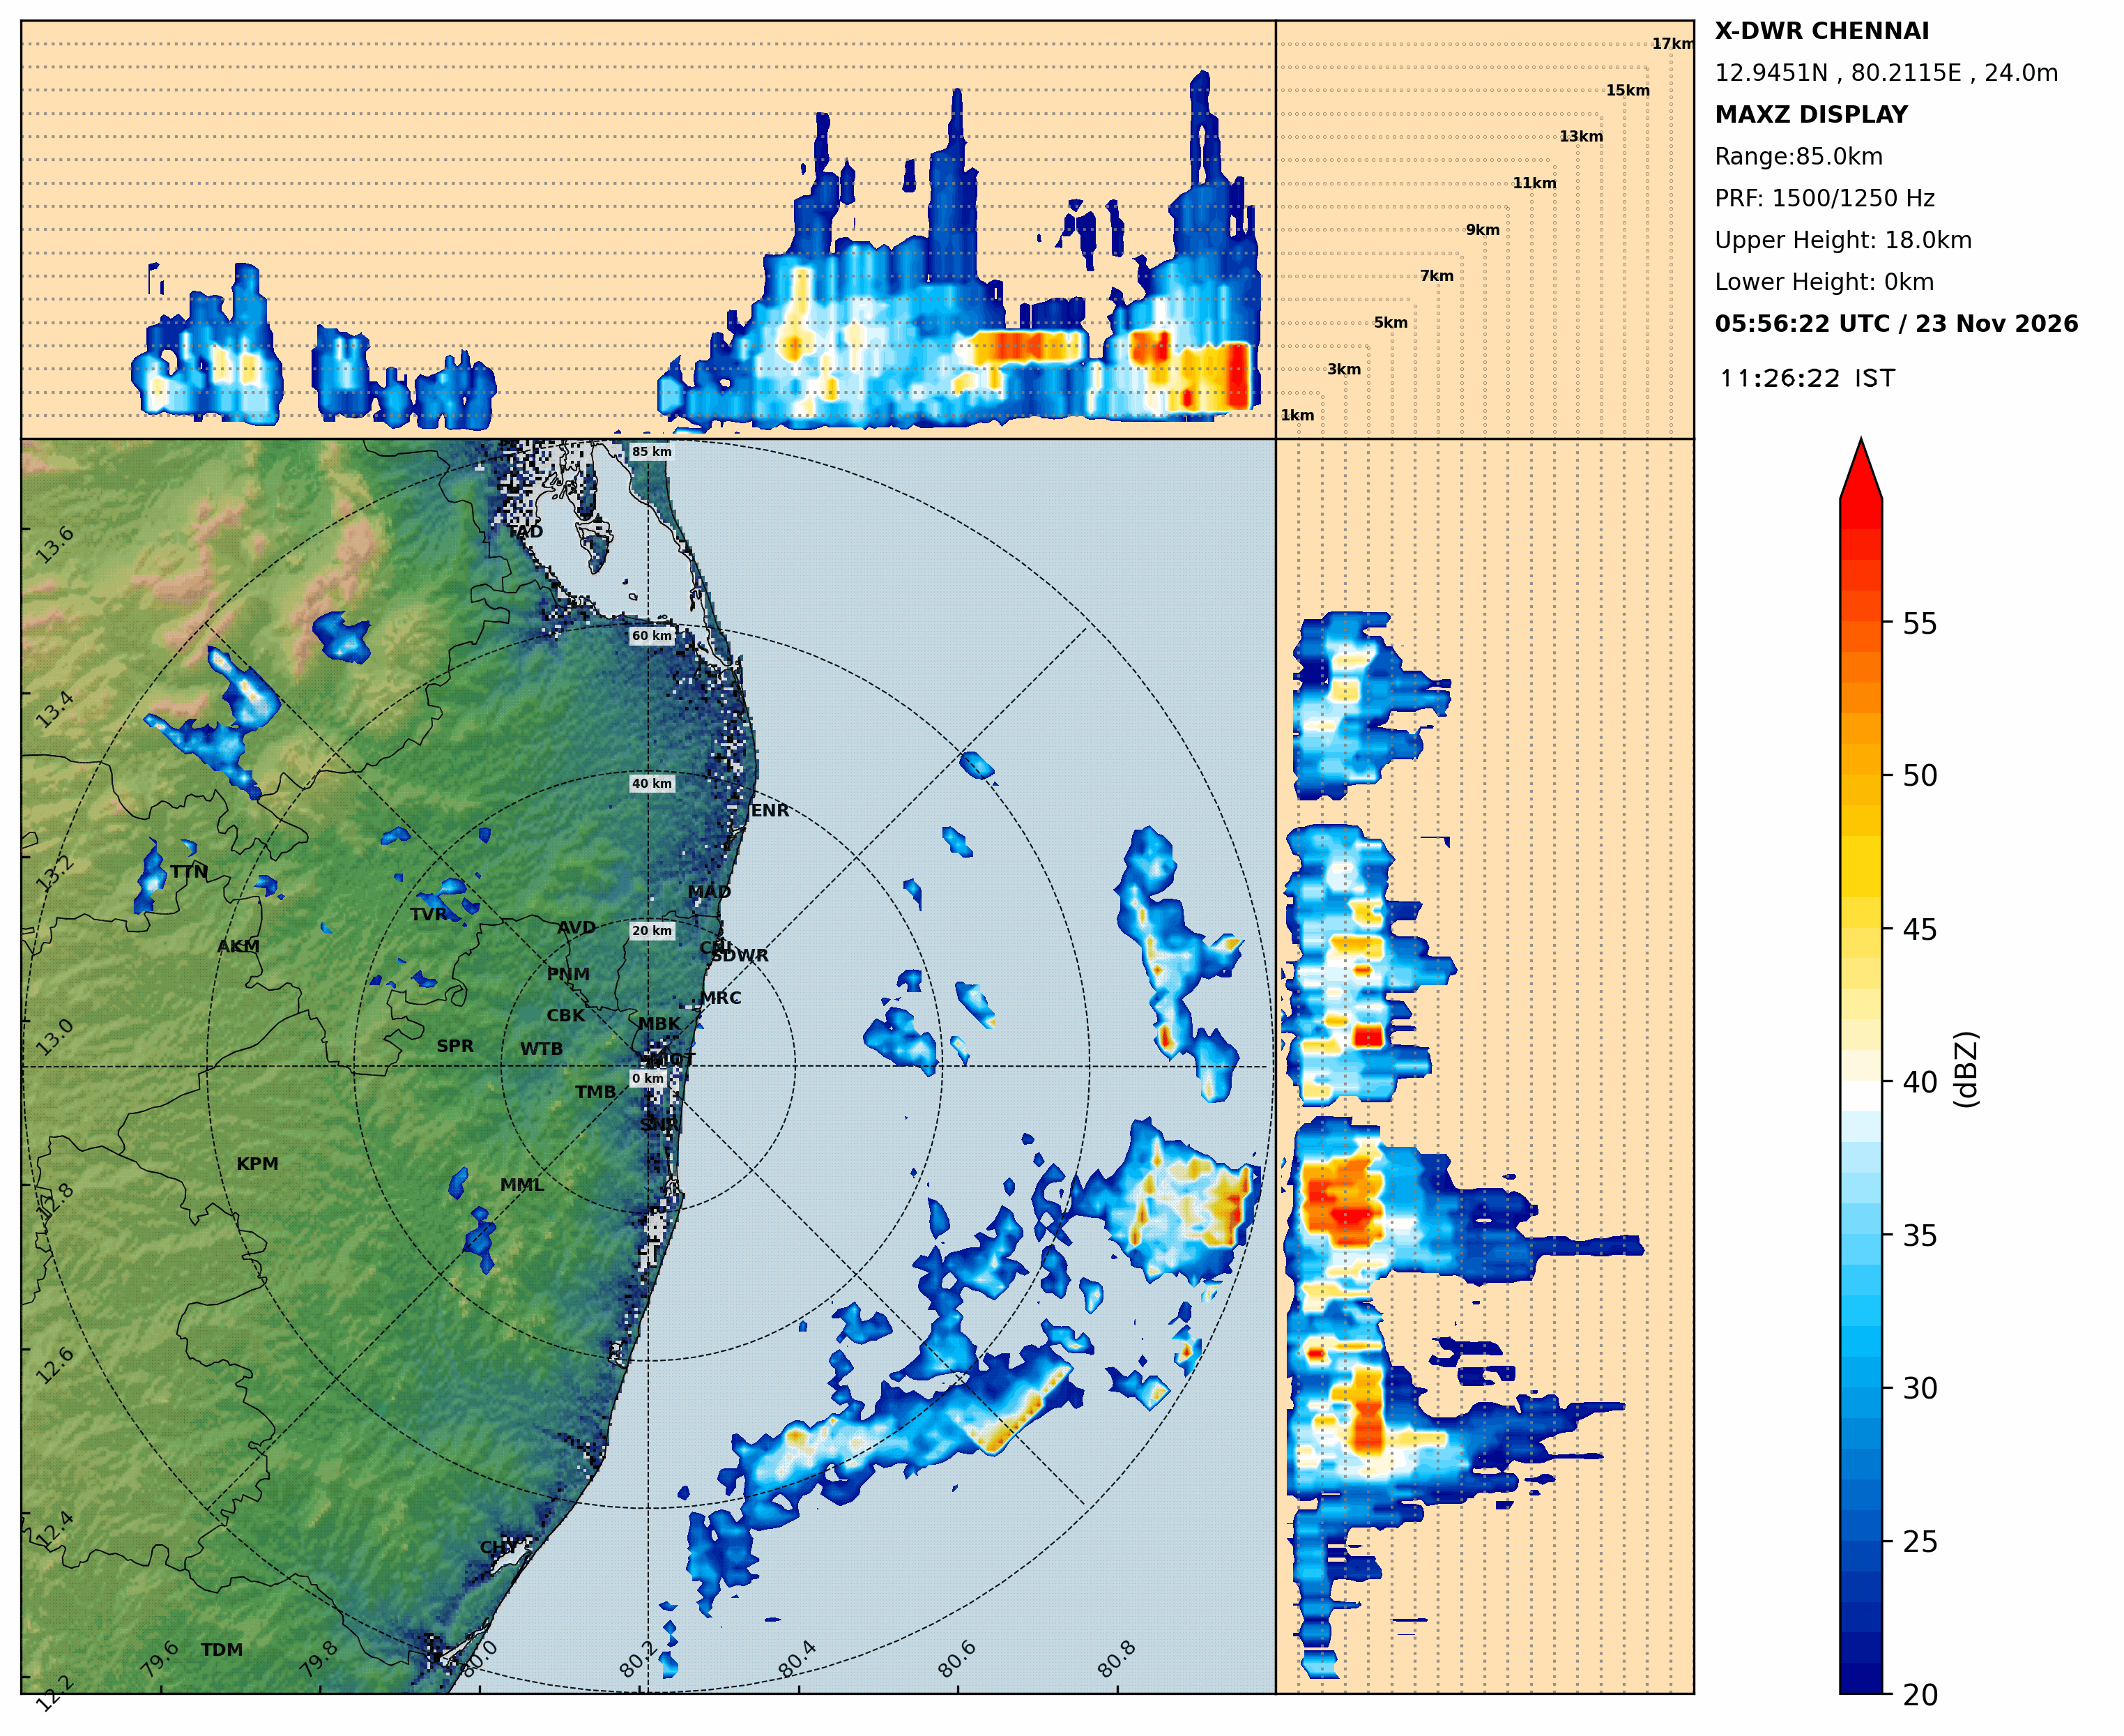 17km
15km
13km
11km
9km
7km
5km
3km
1km
X-DWR CHENNAI
12.9451N , 80.2115E , 24.0m
MAXZ DISPLAY
Range:85.0km
PRF: 1500/1250 Hz
Upper Height: 18.0km
Lower Height: 0km
05:56:22 UTC / 23 Nov 2026
11:26:22 IST
85 km
TAD
13.6
60 km
13.4
40 km
ENR
13.2
TTN
MAD
TVR
AVD
20 km
AKM
SDWR
PNM
MRC
CBK
MBK
13.0
SPR
WTB
0 km
TMB
SNR
KPM
MML
12.8
12.6
12.4
CHY
TDM
12.2
79.6
79.8
80.0
80.2
80.4
80.6
80.8
55
50
45
40
35
30
25
20
(dBZ)